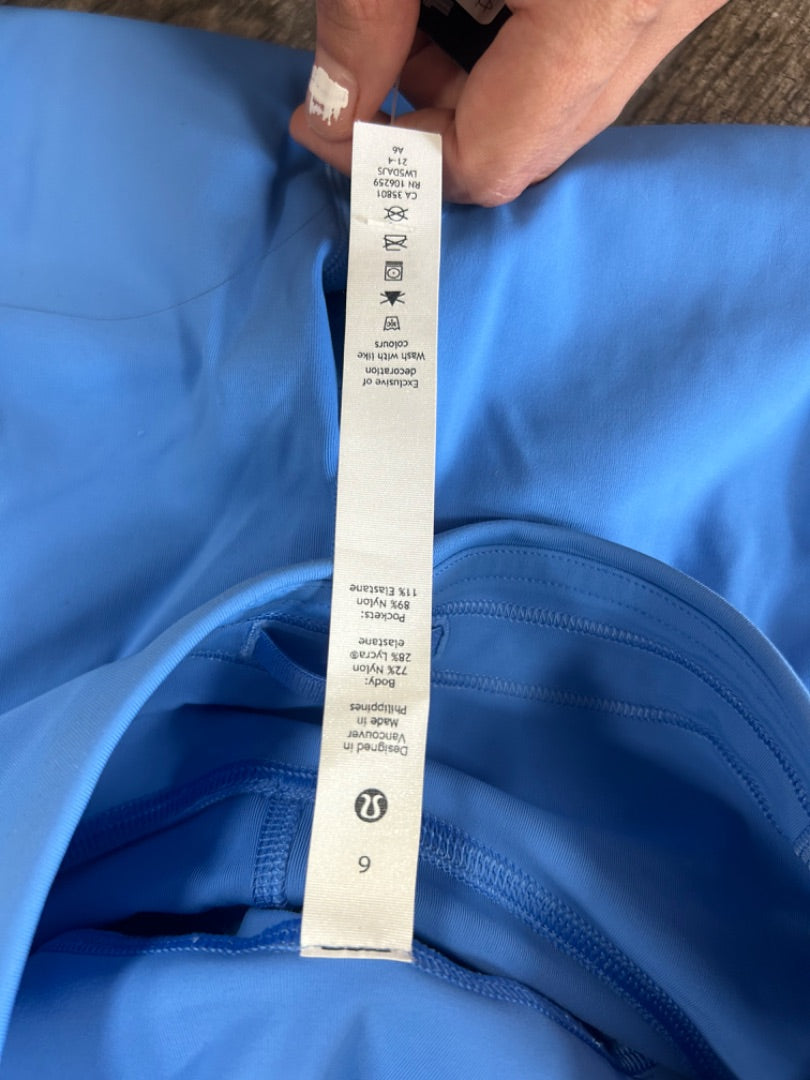 6
Designed in
Vancouver
Made in
Philippines
Body:
72% Nylon
28% Lycra®
elastane
Pockets:
89% Nylon
11% Elastane
Exclusive of
decoration
Wash with like
colours
CA 35801
RN 106259
LW5DAJS
21-4
A6